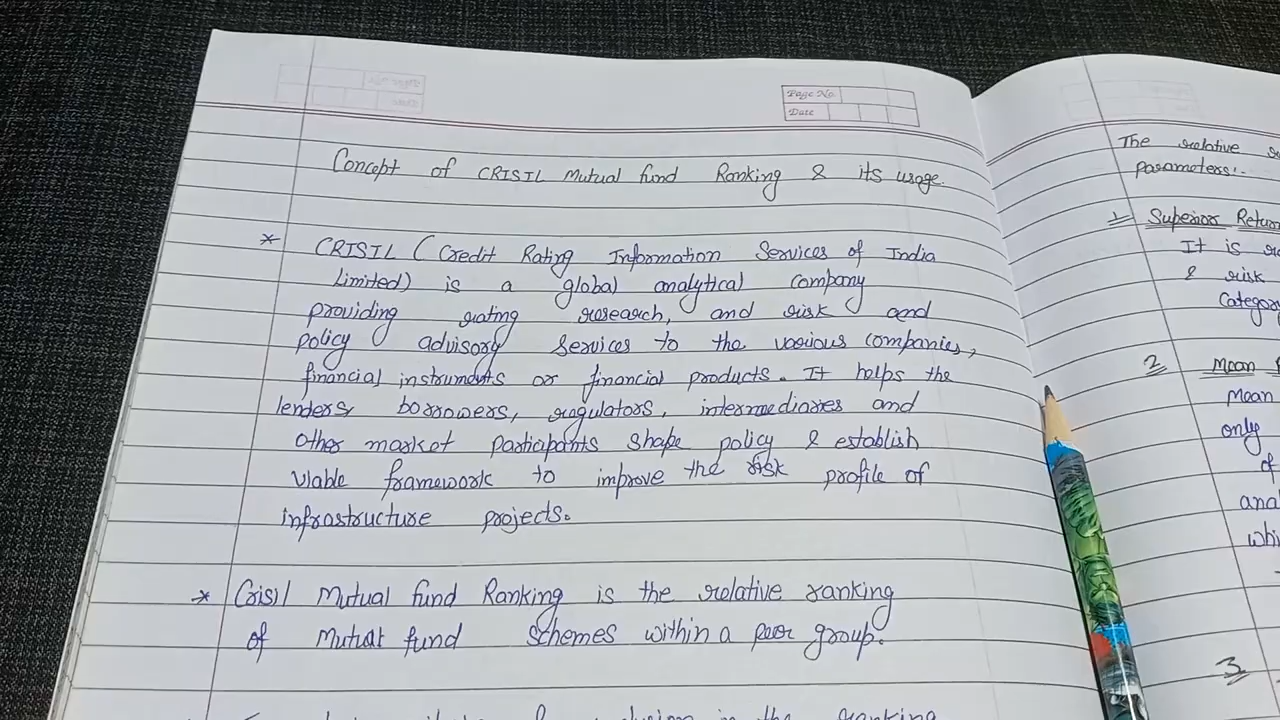 Page No.
Date
Concept of CRISIL Mutual fund Ranking & its usage.
* CRISIL (Credit Rating Information Services of India
Limited) is a global analytical company
providing rating research, and risk and
policy advisory services to the various companies,
financial instruments or financial products. It helps the
lenders, borrowers, regulators, intermediaries and
other market participants shape policy & establish
viable framework to improve the risk profile of
infrastructure projects.
* Crisil Mutual fund Ranking is the relative ranking
of Mutual fund schemes within a peer group.
in the ranking
The relative
parameters:-
1 Superior Return
It is
& risk
Category
2 Mean
Mean
only
of
3